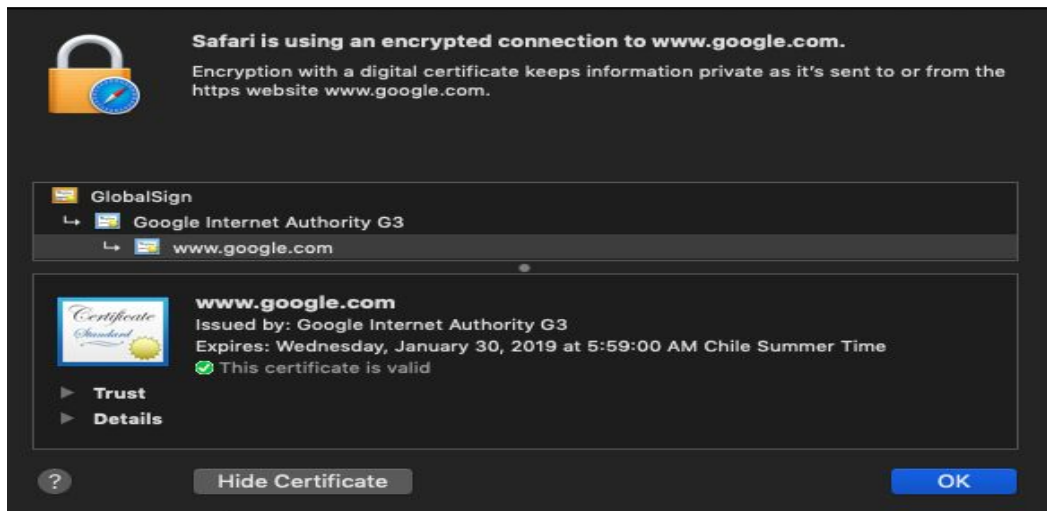 Safari is using an encrypted connection to www.google.com.
Encryption with a digital certificate keeps information private as it's sent to or from the
https website www.google.com.
GlobalSign
Google Internet Authority G3
www.google.com
Certificate
Standard
www.google.com
Issued by: Google Internet Authority G3
Expires: Wednesday, January 30, 2019 at 5:59:00 AM Chile Summer Time
This certificate is valid
Trust
Details
?
Hide Certificate
OK